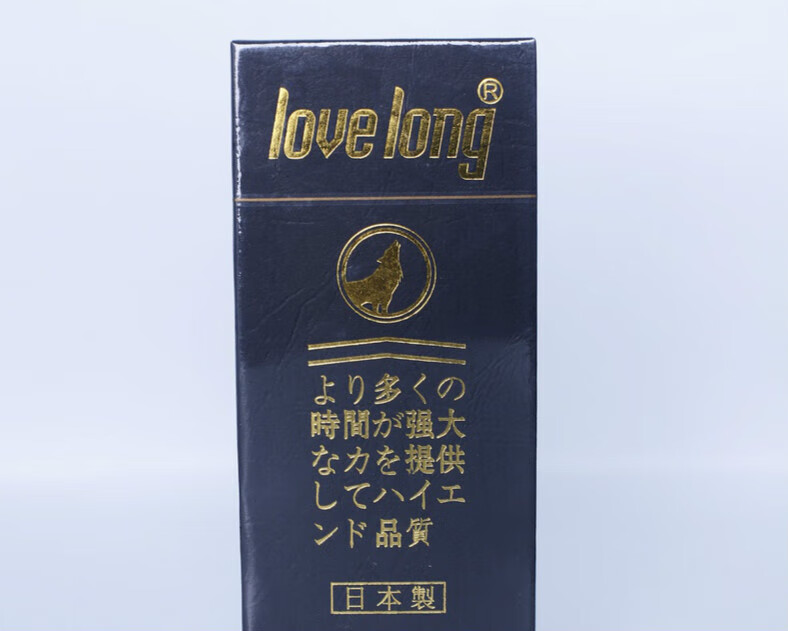 love long®
より多くの
時間が强大
なカを提供
してハイエ
ンド品質
日本製